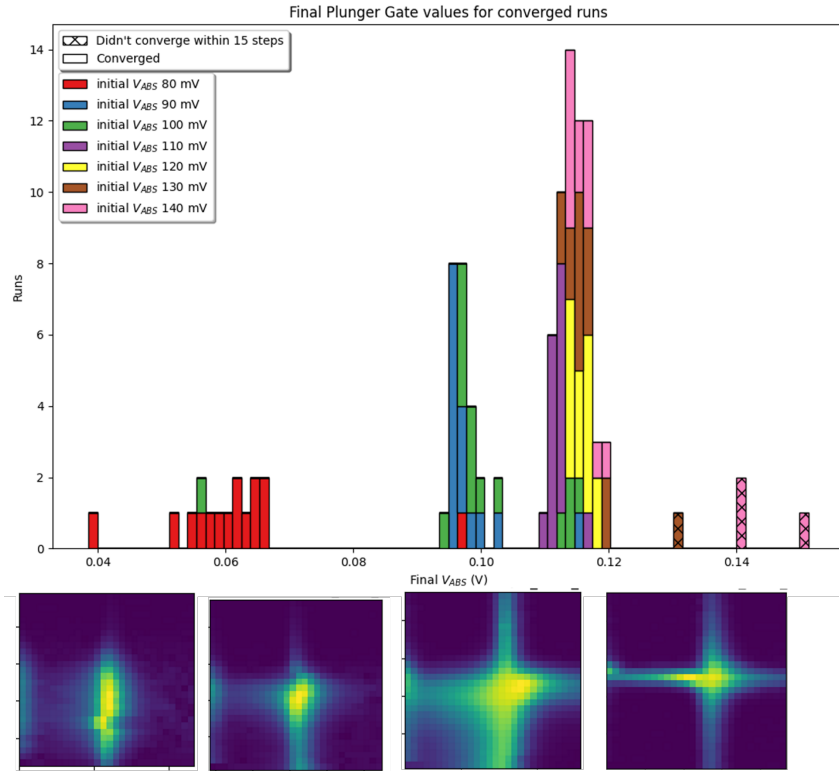 Final Plunger Gate values for converged runs
Didn't converge within 15 steps
Converged
initial V_ABS 80 mV
initial V_ABS 90 mV
initial V_ABS 100 mV
initial V_ABS 110 mV
initial V_ABS 120 mV
initial V_ABS 130 mV
initial V_ABS 140 mV
14
12
10
8
6
4
2
0
Runs
0.04 0.06 0.08 0.10 0.12 0.14
Final V_ABS (V)